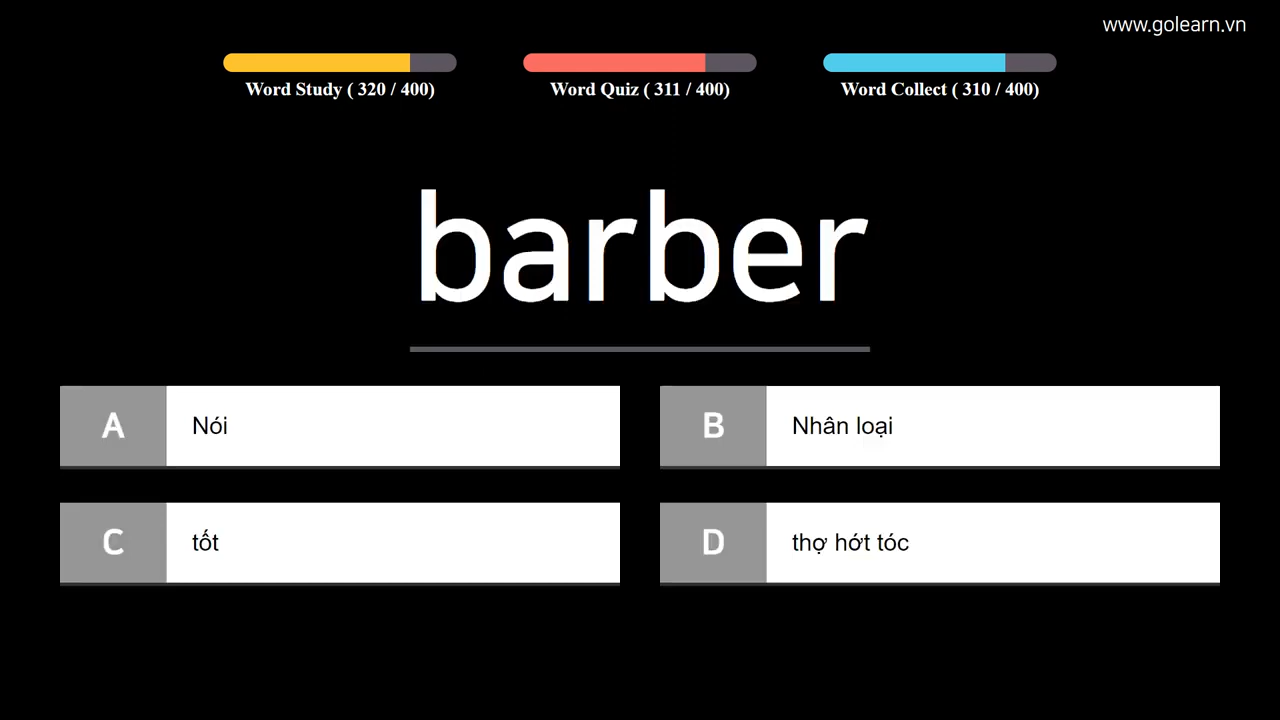 www.golearn.vn
Word Study ( 320 / 400)
Word Quiz ( 311 / 400)
Word Collect ( 310 / 400)
barber
A Nói
B Nhân loại
C tốt
D thợ hớt tóc